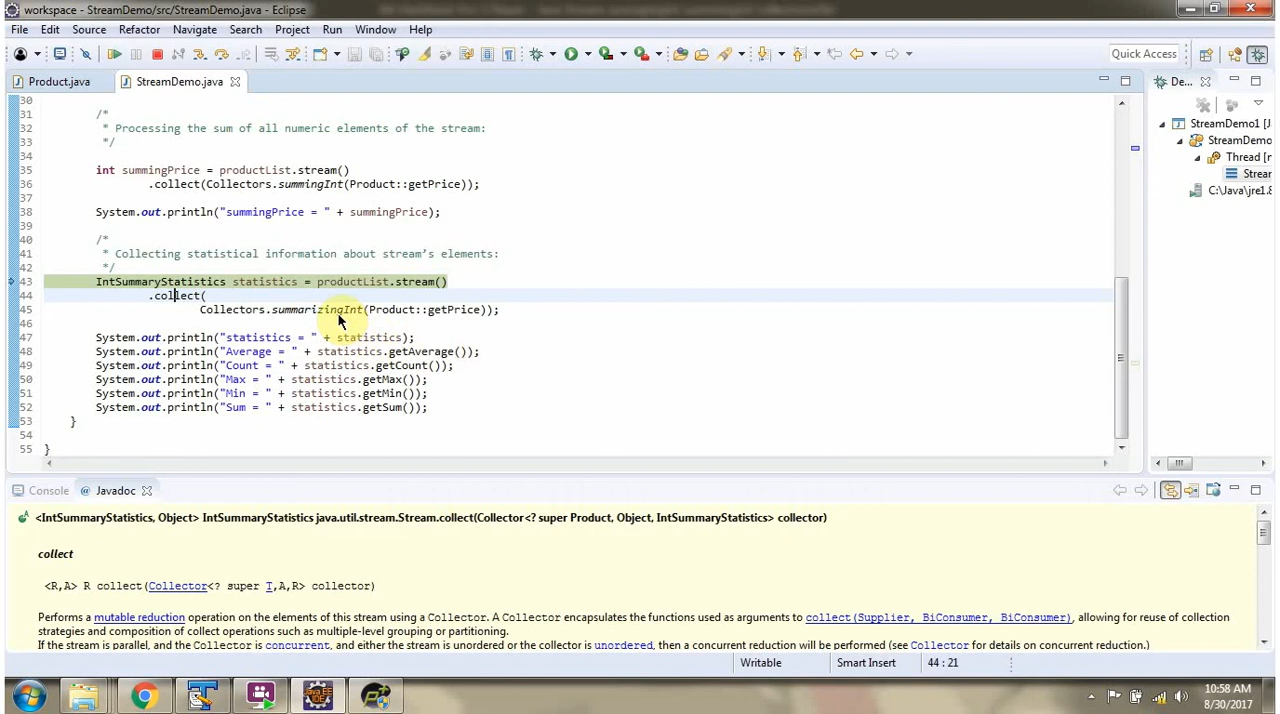 workspace - StreamDemo/src/StreamDemo.java - Eclipse
File Edit Source Refactor Navigate Search Project Run Window Help
Quick Access
Product.java StreamDemo.java De...
30
31 /*
32 * Processing the sum of all numeric elements of the stream:
33 */
34
35 int summingPrice = productList.stream()
36 .collect(Collectors.summingInt(Product::getPrice));
37
38 System.out.println("summingPrice = " + summingPrice);
39
40 /*
41 * Collecting statistical information about stream’s elements:
42 */
43 IntSummaryStatistics statistics = productList.stream()
44 .collect(
45 Collectors.summarizingInt(Product::getPrice));
46
47 System.out.println("statistics = " + statistics);
48 System.out.println("Average = " + statistics.getAverage());
49 System.out.println("Count = " + statistics.getCount());
50 System.out.println("Max = " + statistics.getMax());
51 System.out.println("Min = " + statistics.getMin());
52 System.out.println("Sum = " + statistics.getSum());
53 }
54
55 }
StreamDemo1 [
StreamDemo
Thread [
Strear
C:\Java\jre1.8
Console Javadoc
<IntSummaryStatistics, Object> IntSummaryStatistics java.util.stream.Stream.collect(Collector<? super Product, Object, IntSummaryStatistics> collector)
collect
<R,A> R collect(Collector<? super T,A,R> collector)
Performs a mutable reduction operation on the elements of this stream using a Collector. A Collector encapsulates the functions used as arguments to collect(Supplier, BiConsumer, BiConsumer), allowing for reuse of collection
strategies and composition of collect operations such as multiple-level grouping or partitioning.
If the stream is parallel, and the Collector is concurrent, and either the stream is unordered or the collector is unordered, then a concurrent reduction will be performed (see Collector for details on concurrent reduction.)
Writable Smart Insert 44 : 21
10:58 AM
8/30/2017